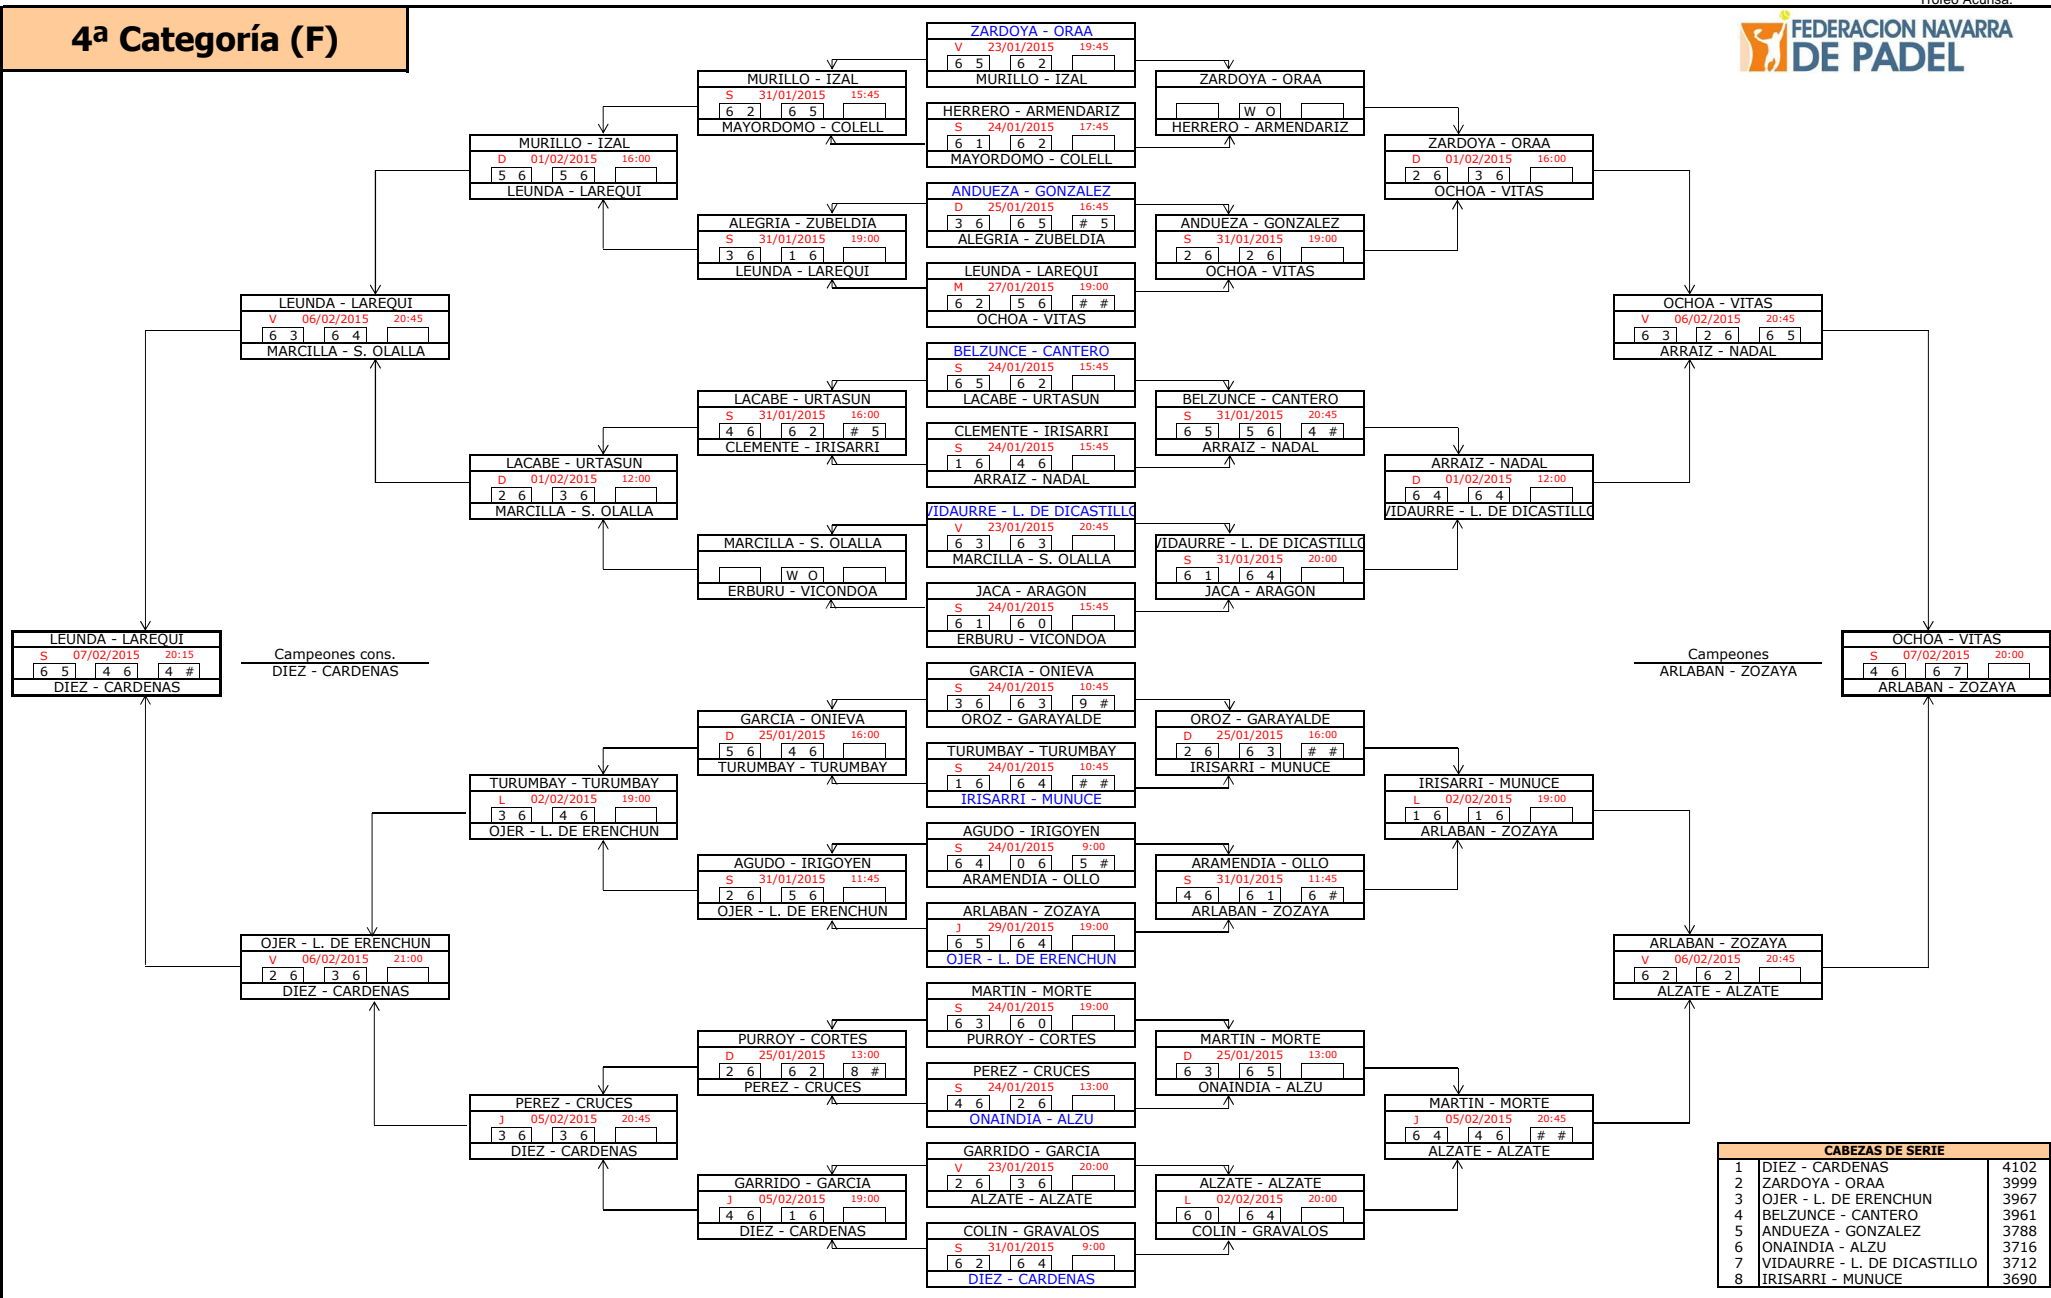 Trofeo Acunsa.
4ª Categoría (F)
FEDERACION NAVARRA
DE PADEL
LEUNDA - LAREQUI
S 07/02/2015 20:15
6 5 4 6 4 #
DIEZ - CARDENAS
Campeones cons.
DIEZ - CARDENAS
LEUNDA - LAREQUI
V 06/02/2015 20:45
6 3 6 4
MARCILLA - S. OLALLA
OJER - L. DE ERENCHUN
V 06/02/2015 21:00
2 6 3 6
DIEZ - CARDENAS
MURILLO - IZAL
D 01/02/2015 16:00
5 6 5 6
LEUNDA - LAREQUI
LACABE - URTASUN
D 01/02/2015 12:00
2 6 3 6
MARCILLA - S. OLALLA
TURUMBAY - TURUMBAY
L 02/02/2015 19:00
3 6 4 6
OJER - L. DE ERENCHUN
PEREZ - CRUCES
J 05/02/2015 20:45
3 6 3 6
DIEZ - CARDENAS
MURILLO - IZAL
S 31/01/2015 15:45
6 2 6 5
MAYORDOMO - COLELL
ALEGRIA - ZUBELDIA
S 31/01/2015 19:00
3 6 1 6
LEUNDA - LAREQUI
LACABE - URTASUN
S 31/01/2015 16:00
4 6 6 2 # 5
CLEMENTE - IRISARRI
MARCILLA - S. OLALLA
W O
ERBURU - VICONDOA
GARCIA - ONIEVA
D 25/01/2015 16:00
5 6 4 6
TURUMBAY - TURUMBAY
AGUDO - IRIGOYEN
S 31/01/2015 11:45
2 6 5 6
OJER - L. DE ERENCHUN
PURROY - CORTES
D 25/01/2015 13:00
2 6 6 2 8 #
PEREZ - CRUCES
GARRIDO - GARCIA
J 05/02/2015 19:00
4 6 1 6
DIEZ - CARDENAS
ZARDOYA - ORAA
V 23/01/2015 19:45
6 5 6 2
MURILLO - IZAL
HERRERO - ARMENDARIZ
S 24/01/2015 17:45
6 1 6 2
MAYORDOMO - COLELL
ANDUEZA - GONZALEZ
D 25/01/2015 16:45
3 6 6 5 # 5
ALEGRIA - ZUBELDIA
LEUNDA - LAREQUI
M 27/01/2015 19:00
6 2 5 6 # #
OCHOA - VITAS
BELZUNCE - CANTERO
S 24/01/2015 15:45
6 5 6 2
LACABE - URTASUN
CLEMENTE - IRISARRI
S 24/01/2015 15:45
1 6 4 6
ARRAIZ - NADAL
VIDAURRE - L. DE DICASTILLO
V 23/01/2015 20:45
6 3 6 3
MARCILLA - S. OLALLA
JACA - ARAGON
S 24/01/2015 15:45
6 1 6 0
ERBURU - VICONDOA
GARCIA - ONIEVA
S 24/01/2015 10:45
3 6 6 3 9 #
OROZ - GARAYALDE
TURUMBAY - TURUMBAY
S 24/01/2015 10:45
1 6 6 4 # #
IRISARRI - MUNUCE
AGUDO - IRIGOYEN
S 24/01/2015 9:00
6 4 0 6 5 #
ARAMENDIA - OLLO
ARLABAN - ZOZAYA
J 29/01/2015 19:00
6 5 6 4
OJER - L. DE ERENCHUN
MARTIN - MORTE
S 24/01/2015 19:00
6 3 6 0
PURROY - CORTES
PEREZ - CRUCES
S 24/01/2015 13:00
4 6 2 6
ONAINDIA - ALZU
GARRIDO - GARCIA
V 23/01/2015 20:00
2 6 3 6
ALZATE - ALZATE
COLIN - GRAVALOS
S 31/01/2015 9:00
6 2 6 4
DIEZ - CARDENAS
ZARDOYA - ORAA
W O
HERRERO - ARMENDARIZ
ANDUEZA - GONZALEZ
S 31/01/2015 19:00
2 6 2 6
OCHOA - VITAS
BELZUNCE - CANTERO
S 31/01/2015 20:45
6 5 5 6 4 #
ARRAIZ - NADAL
VIDAURRE - L. DE DICASTILLO
S 31/01/2015 20:00
6 1 6 4
JACA - ARAGON
OROZ - GARAYALDE
D 25/01/2015 16:00
2 6 6 3 # #
IRISARRI - MUNUCE
ARAMENDIA - OLLO
S 31/01/2015 11:45
4 6 6 1 6 #
ARLABAN - ZOZAYA
MARTIN - MORTE
D 25/01/2015 13:00
6 3 6 5
ONAINDIA - ALZU
ALZATE - ALZATE
L 02/02/2015 20:00
6 0 6 4
COLIN - GRAVALOS
ZARDOYA - ORAA
D 01/02/2015 16:00
2 6 3 6
OCHOA - VITAS
ARRAIZ - NADAL
D 01/02/2015 12:00
6 4 6 4
VIDAURRE - L. DE DICASTILLO
IRISARRI - MUNUCE
L 02/02/2015 19:00
1 6 1 6
ARLABAN - ZOZAYA
MARTIN - MORTE
J 05/02/2015 20:45
6 4 4 6 # #
ALZATE - ALZATE
OCHOA - VITAS
V 06/02/2015 20:45
6 3 2 6 6 5
ARRAIZ - NADAL
ARLABAN - ZOZAYA
V 06/02/2015 20:45
6 2 6 2
ALZATE - ALZATE
Campeones
ARLABAN - ZOZAYA
OCHOA - VITAS
S 07/02/2015 20:00
4 6 6 7
ARLABAN - ZOZAYA
CABEZAS DE SERIE
1 DIEZ - CARDENAS 4102
2 ZARDOYA - ORAA 3999
3 OJER - L. DE ERENCHUN 3967
4 BELZUNCE - CANTERO 3961
5 ANDUEZA - GONZALEZ 3788
6 ONAINDIA - ALZU 3716
7 VIDAURRE - L. DE DICASTILLO 3712
8 IRISARRI - MUNUCE 3690